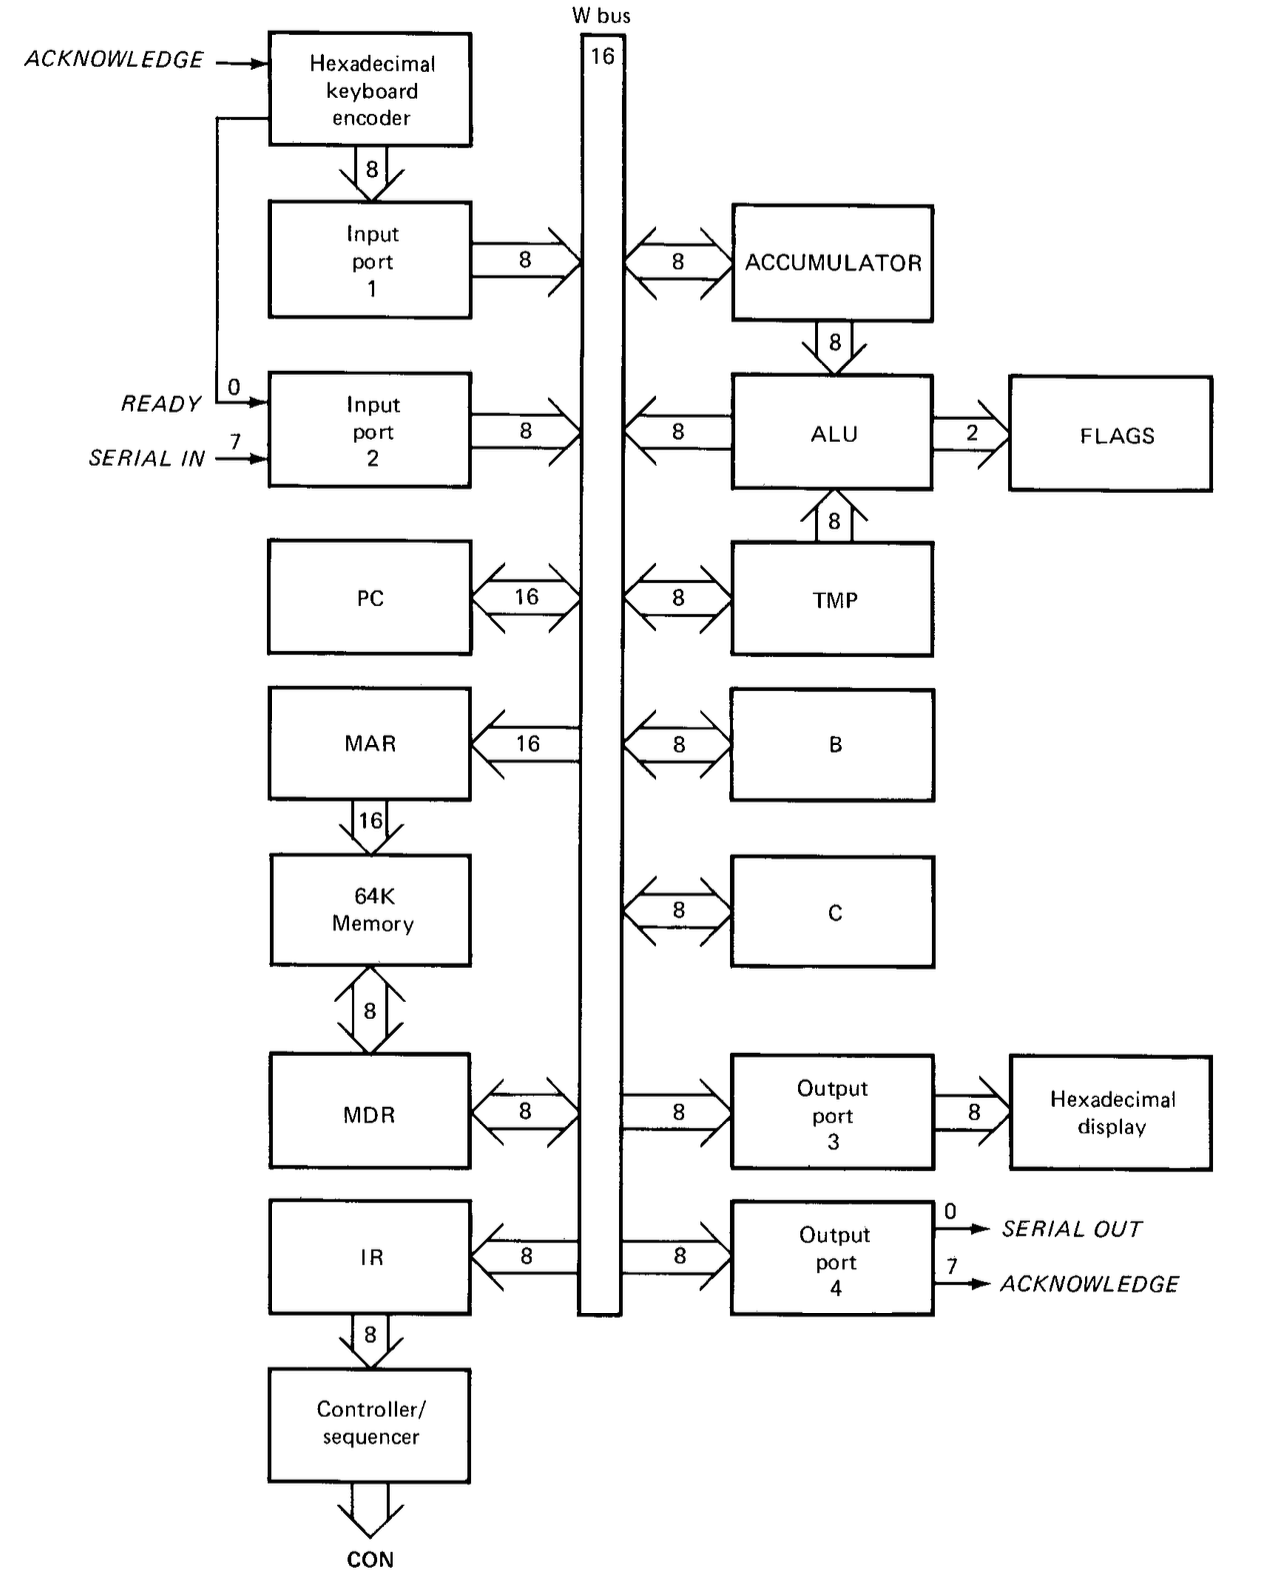 W bus
16
ACKNOWLEDGE
Hexadecimal
keyboard
encoder
8
Input
port
1
8
8
ACCUMULATOR
8
READY
0
SERIAL IN
7
Input
port
2
8
8
ALU
2
FLAGS
8
PC
16
8
TMP
MAR
16
8
B
16
64K
Memory
8
C
8
MDR
8
8
Output
port
3
8
Hexadecimal
display
IR
8
8
Output
port
4
0
SERIAL OUT
7
ACKNOWLEDGE
8
Controller/
sequencer
CON